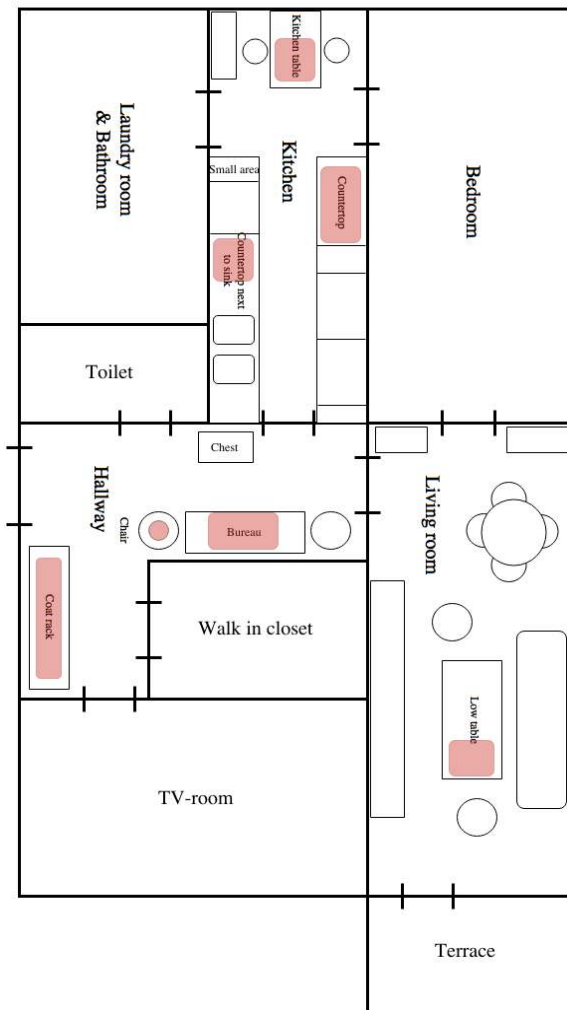 Kitchen table
Laundry room
& Bathroom
Kitchen
Bedroom
Small area
Countertop
Countertop next
to sink
Toilet
Chest
Hallway
Living room
Chair
Bureau
Coat rack
Walk in closet
Low table
TV-room
Terrace